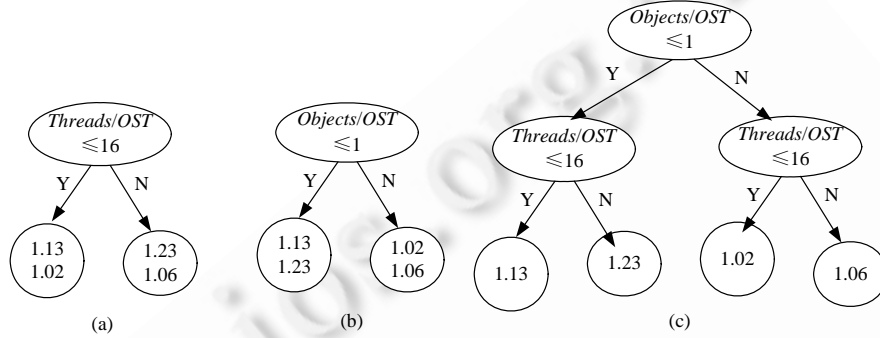 Objects/OST
≤1
Y
N
Threads/OST
≤16
Objects/OST
≤1
Threads/OST
≤16
Threads/OST
≤16
Y
N
Y
N
Y
N
Y
N
1.13
1.02
1.23
1.06
1.13
1.23
1.02
1.06
1.13
1.23
1.02
1.06
(a)
(b)
(c)